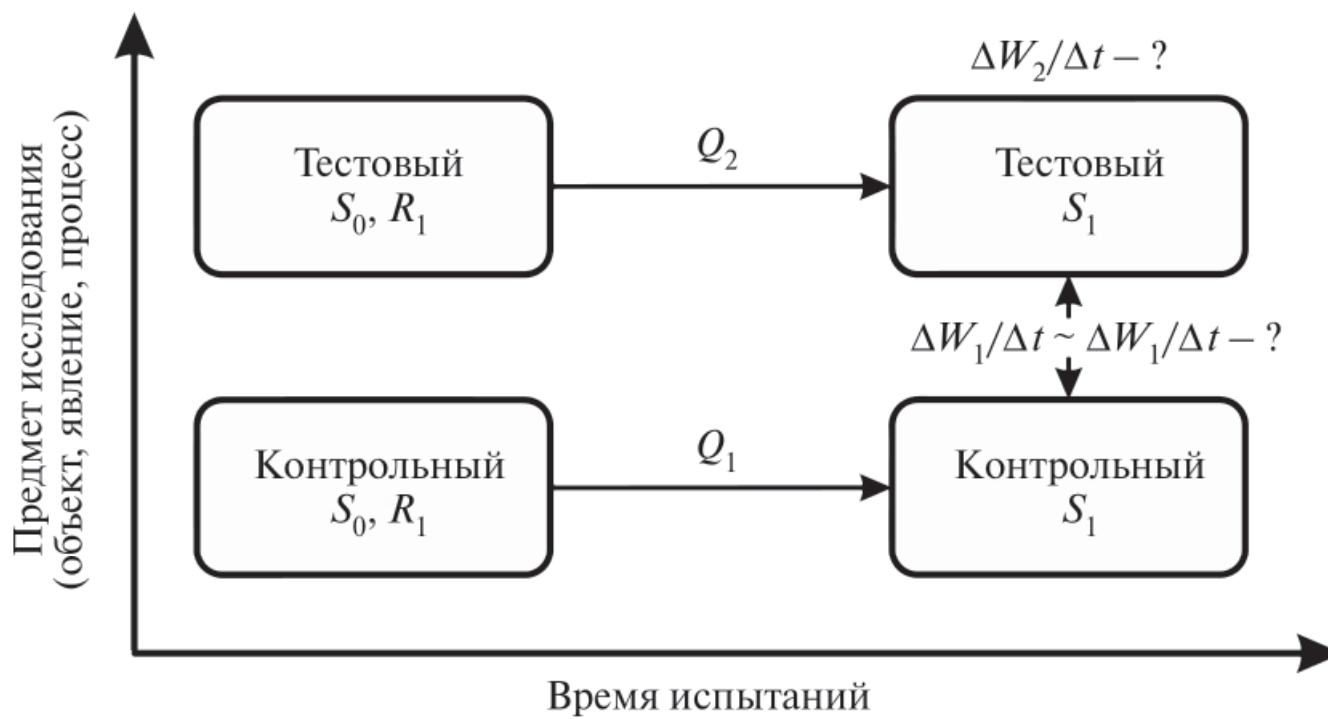 Предмет исследования
(объект, явление, процесс)
ΔW₂/Δt – ?
Тестовый
S₀, R₁
Q₂
Тестовый
S₁
ΔW₁/Δt ~ ΔW₁/Δt – ?
Контрольный
S₀, R₁
Q₁
Контрольный
S₁
Время испытаний